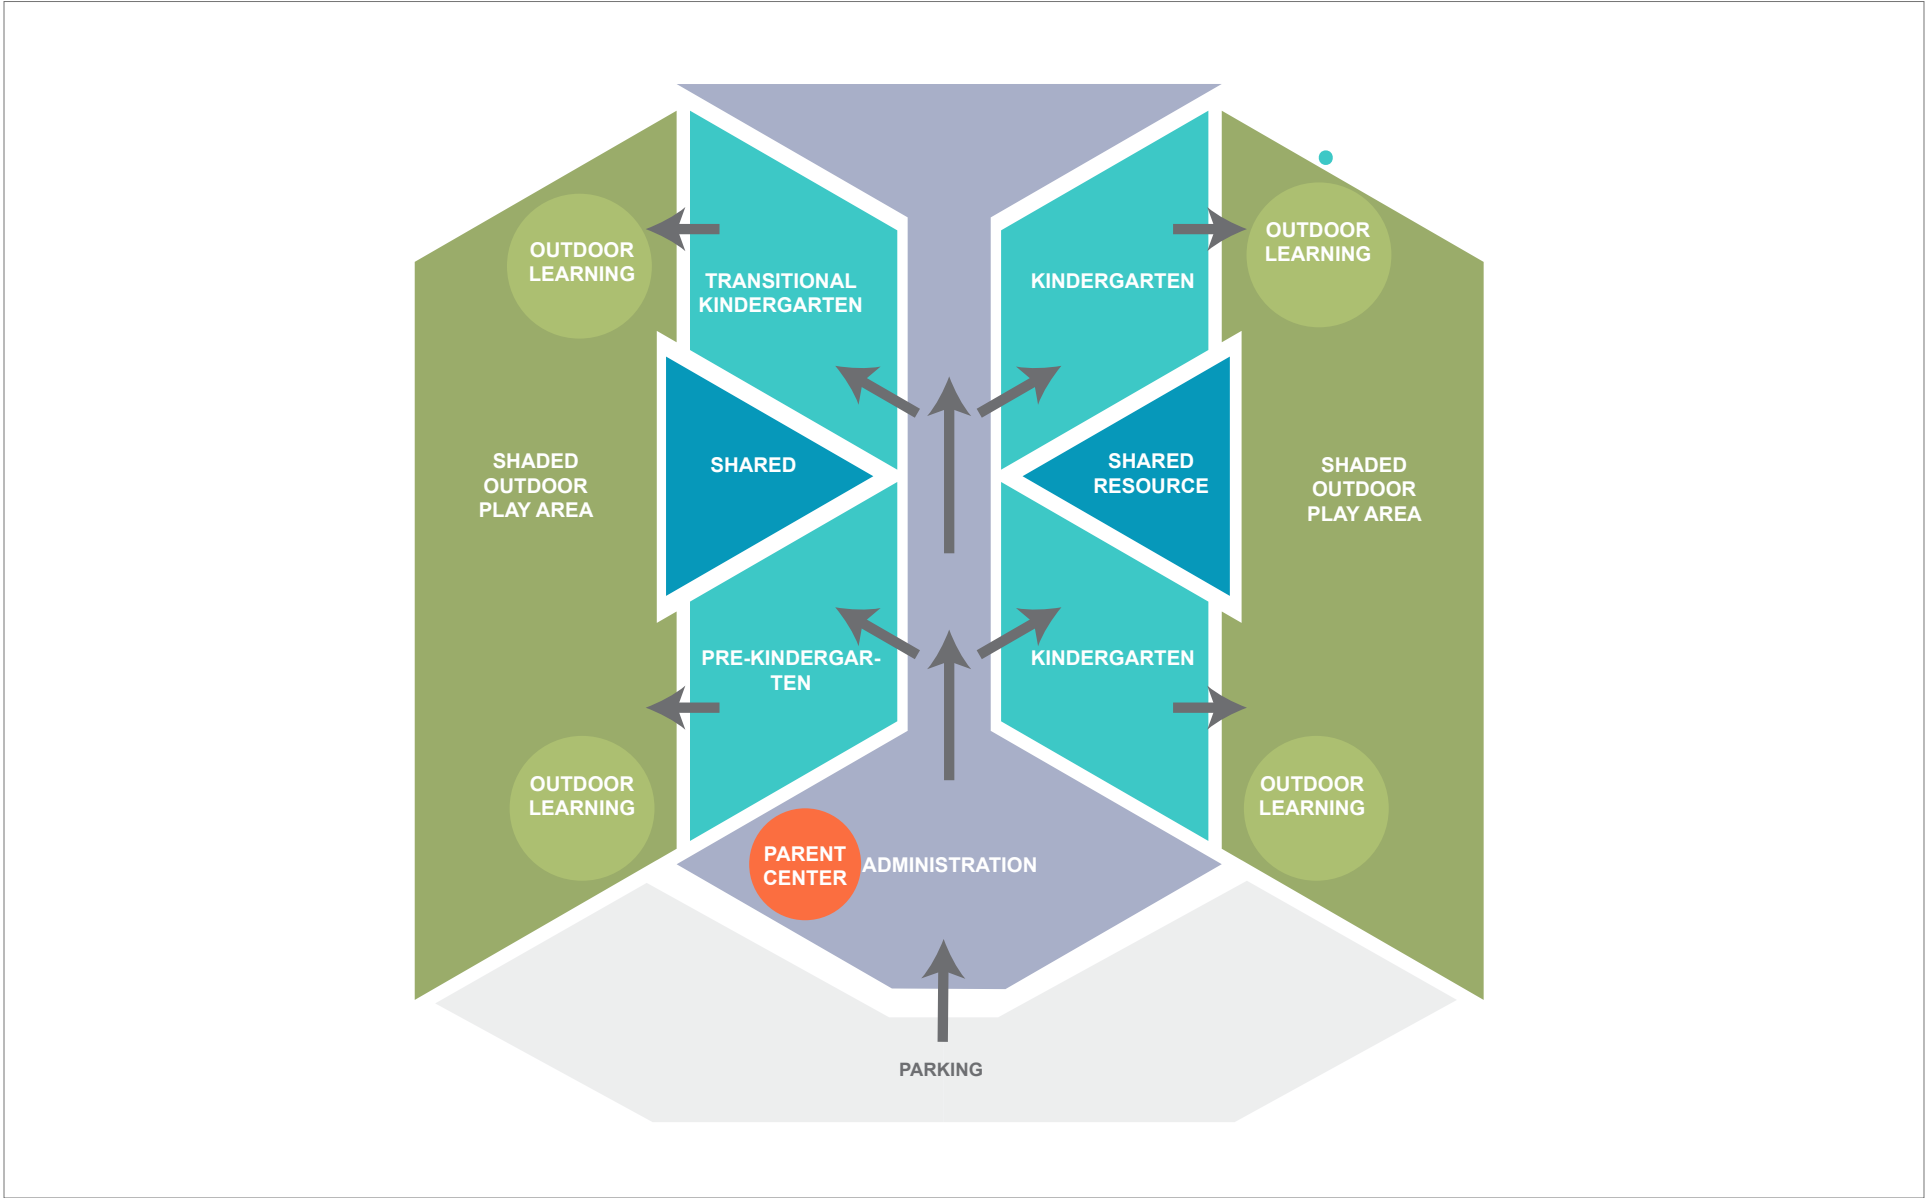 OUTDOOR
LEARNING
OUTDOOR
LEARNING
TRANSITIONAL
KINDERGARTEN
KINDERGARTEN
SHADED
OUTDOOR
PLAY AREA
SHARED
SHARED
RESOURCE
SHADED
OUTDOOR
PLAY AREA
PRE-KINDERGAR-
TEN
KINDERGARTEN
OUTDOOR
LEARNING
OUTDOOR
LEARNING
PARENT
CENTER
ADMINISTRATION
PARKING